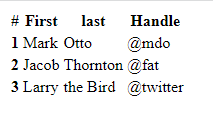 # First last Handle
1 Mark Otto @mdo
2 Jacob Thornton @fat
3 Larry the Bird @twitter